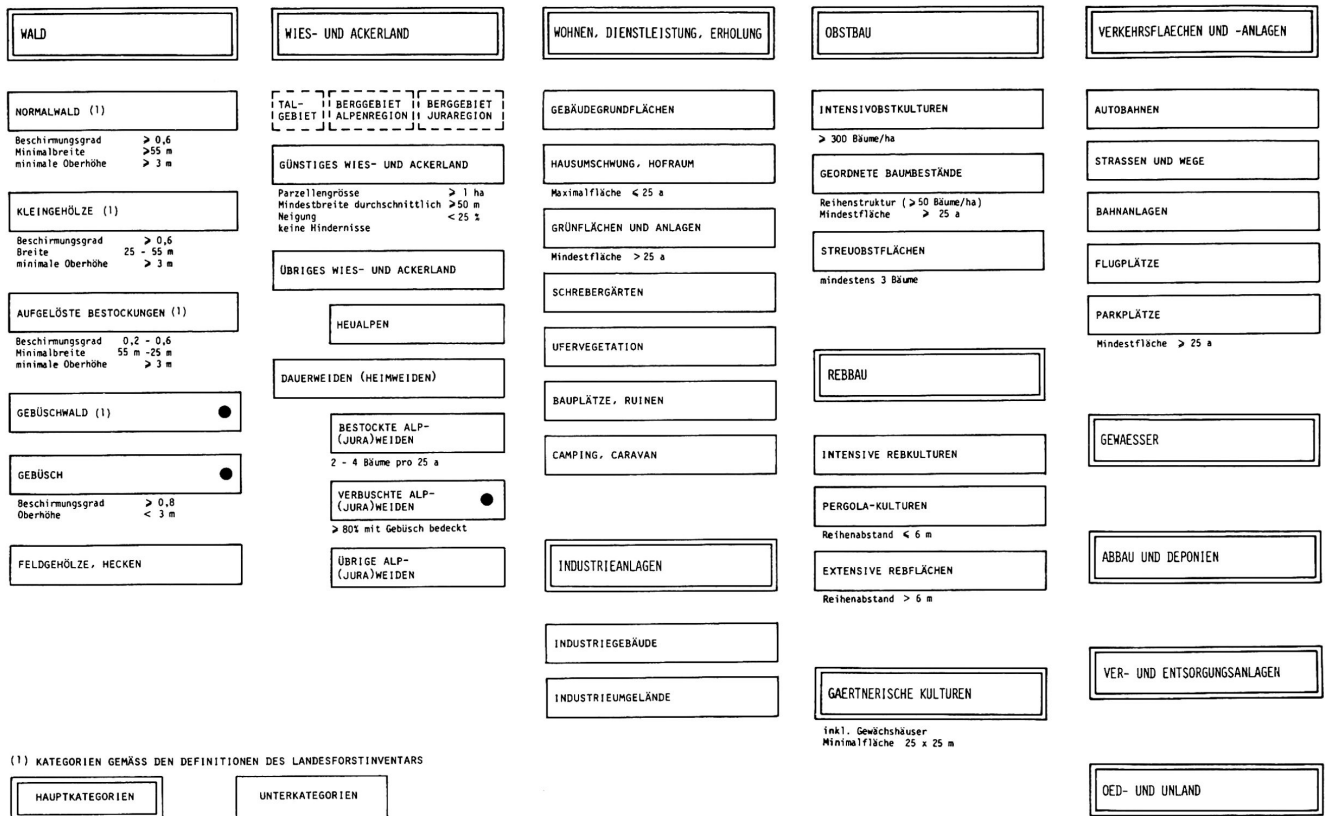 WALD
NORMALWALD (1)
Beschirmungsgrad ⩾ 0,6
Minimalbreite ⩾55 m
minimale Oberhöhe ⩾ 3 m
KLEINGEHÖLZE (1)
Beschirmungsgrad ⩾ 0,6
Breite 25 - 55 m
minimale Oberhöhe ⩾ 3 m
AUFGELÖSTE BESTOCKUNGEN (1)
Beschirmungsgrad 0,2 - 0,6
Minimalbreite 55 m -25 m
minimale Oberhöhe ⩾ 3 m
GEBÜSCHWALD (1)
GEBÜSCH
Beschirmungsgrad ⩾ 0,8
Oberhöhe < 3 m
FELDGEHÖLZE, HECKEN
WIES- UND ACKERLAND
TAL-
GEBIET
BERGGEBIET
ALPENREGION
BERGGEBIET
JURAREGION
GÜNSTIGES WIES- UND ACKERLAND
Parzellengrösse ⩾ 1 ha
Mindestbreite durchschnittlich ⩾50 m
Neigung <25 %
keine Hindernisse
ÜBRIGES WIES- UND ACKERLAND
HEUALPEN
DAUERWEIDEN (HEIMWEIDEN)
BESTOCKTE ALP-
(JURA)WEIDEN
2 - 4 Bäume pro 25 a
VERBUSCHTE ALP-
(JURA)WEIDEN
⩾ 80% mit Gebüsch bedeckt
ÜBRIGE ALP-
(JURA)WEIDEN
WOHNEN, DIENSTLEISTUNG, ERHOLUNG
GEBÄUDEGRUNDFLÄCHEN
HAUSUMSCHWUNG, HOFRAUM
Maximalfläche ⩽ 25 a
GRÜNFLÄCHEN UND ANLAGEN
Mindestfläche > 25 a
SCHREBERGÄRTEN
UFERVEGETATION
BAUPLÄTZE, RUINEN
CAMPING, CARAVAN
INDUSTRIEANLAGEN
INDUSTRIEGEBÄUDE
INDUSTRIEUMGELÄNDE
OBSTBAU
INTENSIVOBSTKULTUREN
⩾ 300 Bäume/ha
GEORDNETE BAUMBESTÄNDE
Reihenstruktur (⩾50 Bäume/ha)
Mindestfläche ⩾ 25 a
STREUOBSTFLÄCHEN
mindestens 3 Bäume
REBBAU
INTENSIVE REBKULTUREN
PERGOLA-KULTUREN
Reihenabstand ⩽ 6 m
EXTENSIVE REBFLÄCHEN
Reihenabstand > 6 m
GAERTNERISCHE KULTUREN
inkl. Gewächshäuser
Minimalfläche 25 x 25 m
VERKEHRSFLAECHEN UND -ANLAGEN
AUTOBAHNEN
STRASSEN UND WEGE
BAHNANLAGEN
FLUGPLÄTZE
PARKPLÄTZE
Mindestfläche ⩾ 25 a
GEWAESSER
ABBAU UND DEPONIEN
VER- UND ENTSORGUNGSANLAGEN
OED- UND UNLAND
(1) KATEGORIEN GEMÄSS DEN DEFINITIONEN DES LANDESFORSTINVENTARS
HAUPTKATEGORIEN
UNTERKATEGORIEN